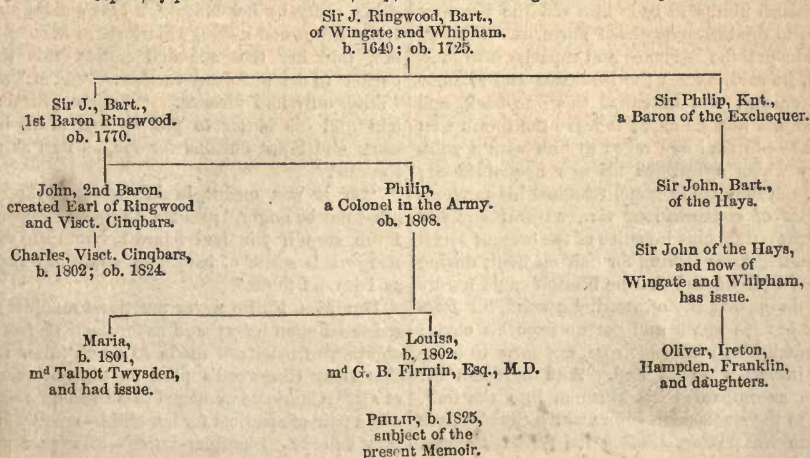 Sir J. Ringwood, Bart.,
of Wingate and Whipham.
b. 1649; ob. 1725.
Sir J., Bart.,
1st Baron Ringwood.
ob. 1770.
Sir Philip, Knt.,
a Baron of the Exchequer.
John, 2nd Baron,
created Earl of Ringwood
and Visct. Cinqbars.
Philip,
a Colonel in the Army.
ob. 1808.
Sir John, Bart.,
of the Hays.
Charles, Visct. Cinqbars,
b. 1802; ob. 1824.
Sir John of the Hays,
and now of
Wingate and Whipham,
has issue.
Maria,
b. 1801,
md Talbot Twysden,
and had issue.
Louisa,
b. 1802.
md G. B. Firmin, Esq., M.D.
Oliver, Ireton,
Hampden, Franklin,
and daughters.
PHILIP, b. 1825,
subject of the
present Memoir.